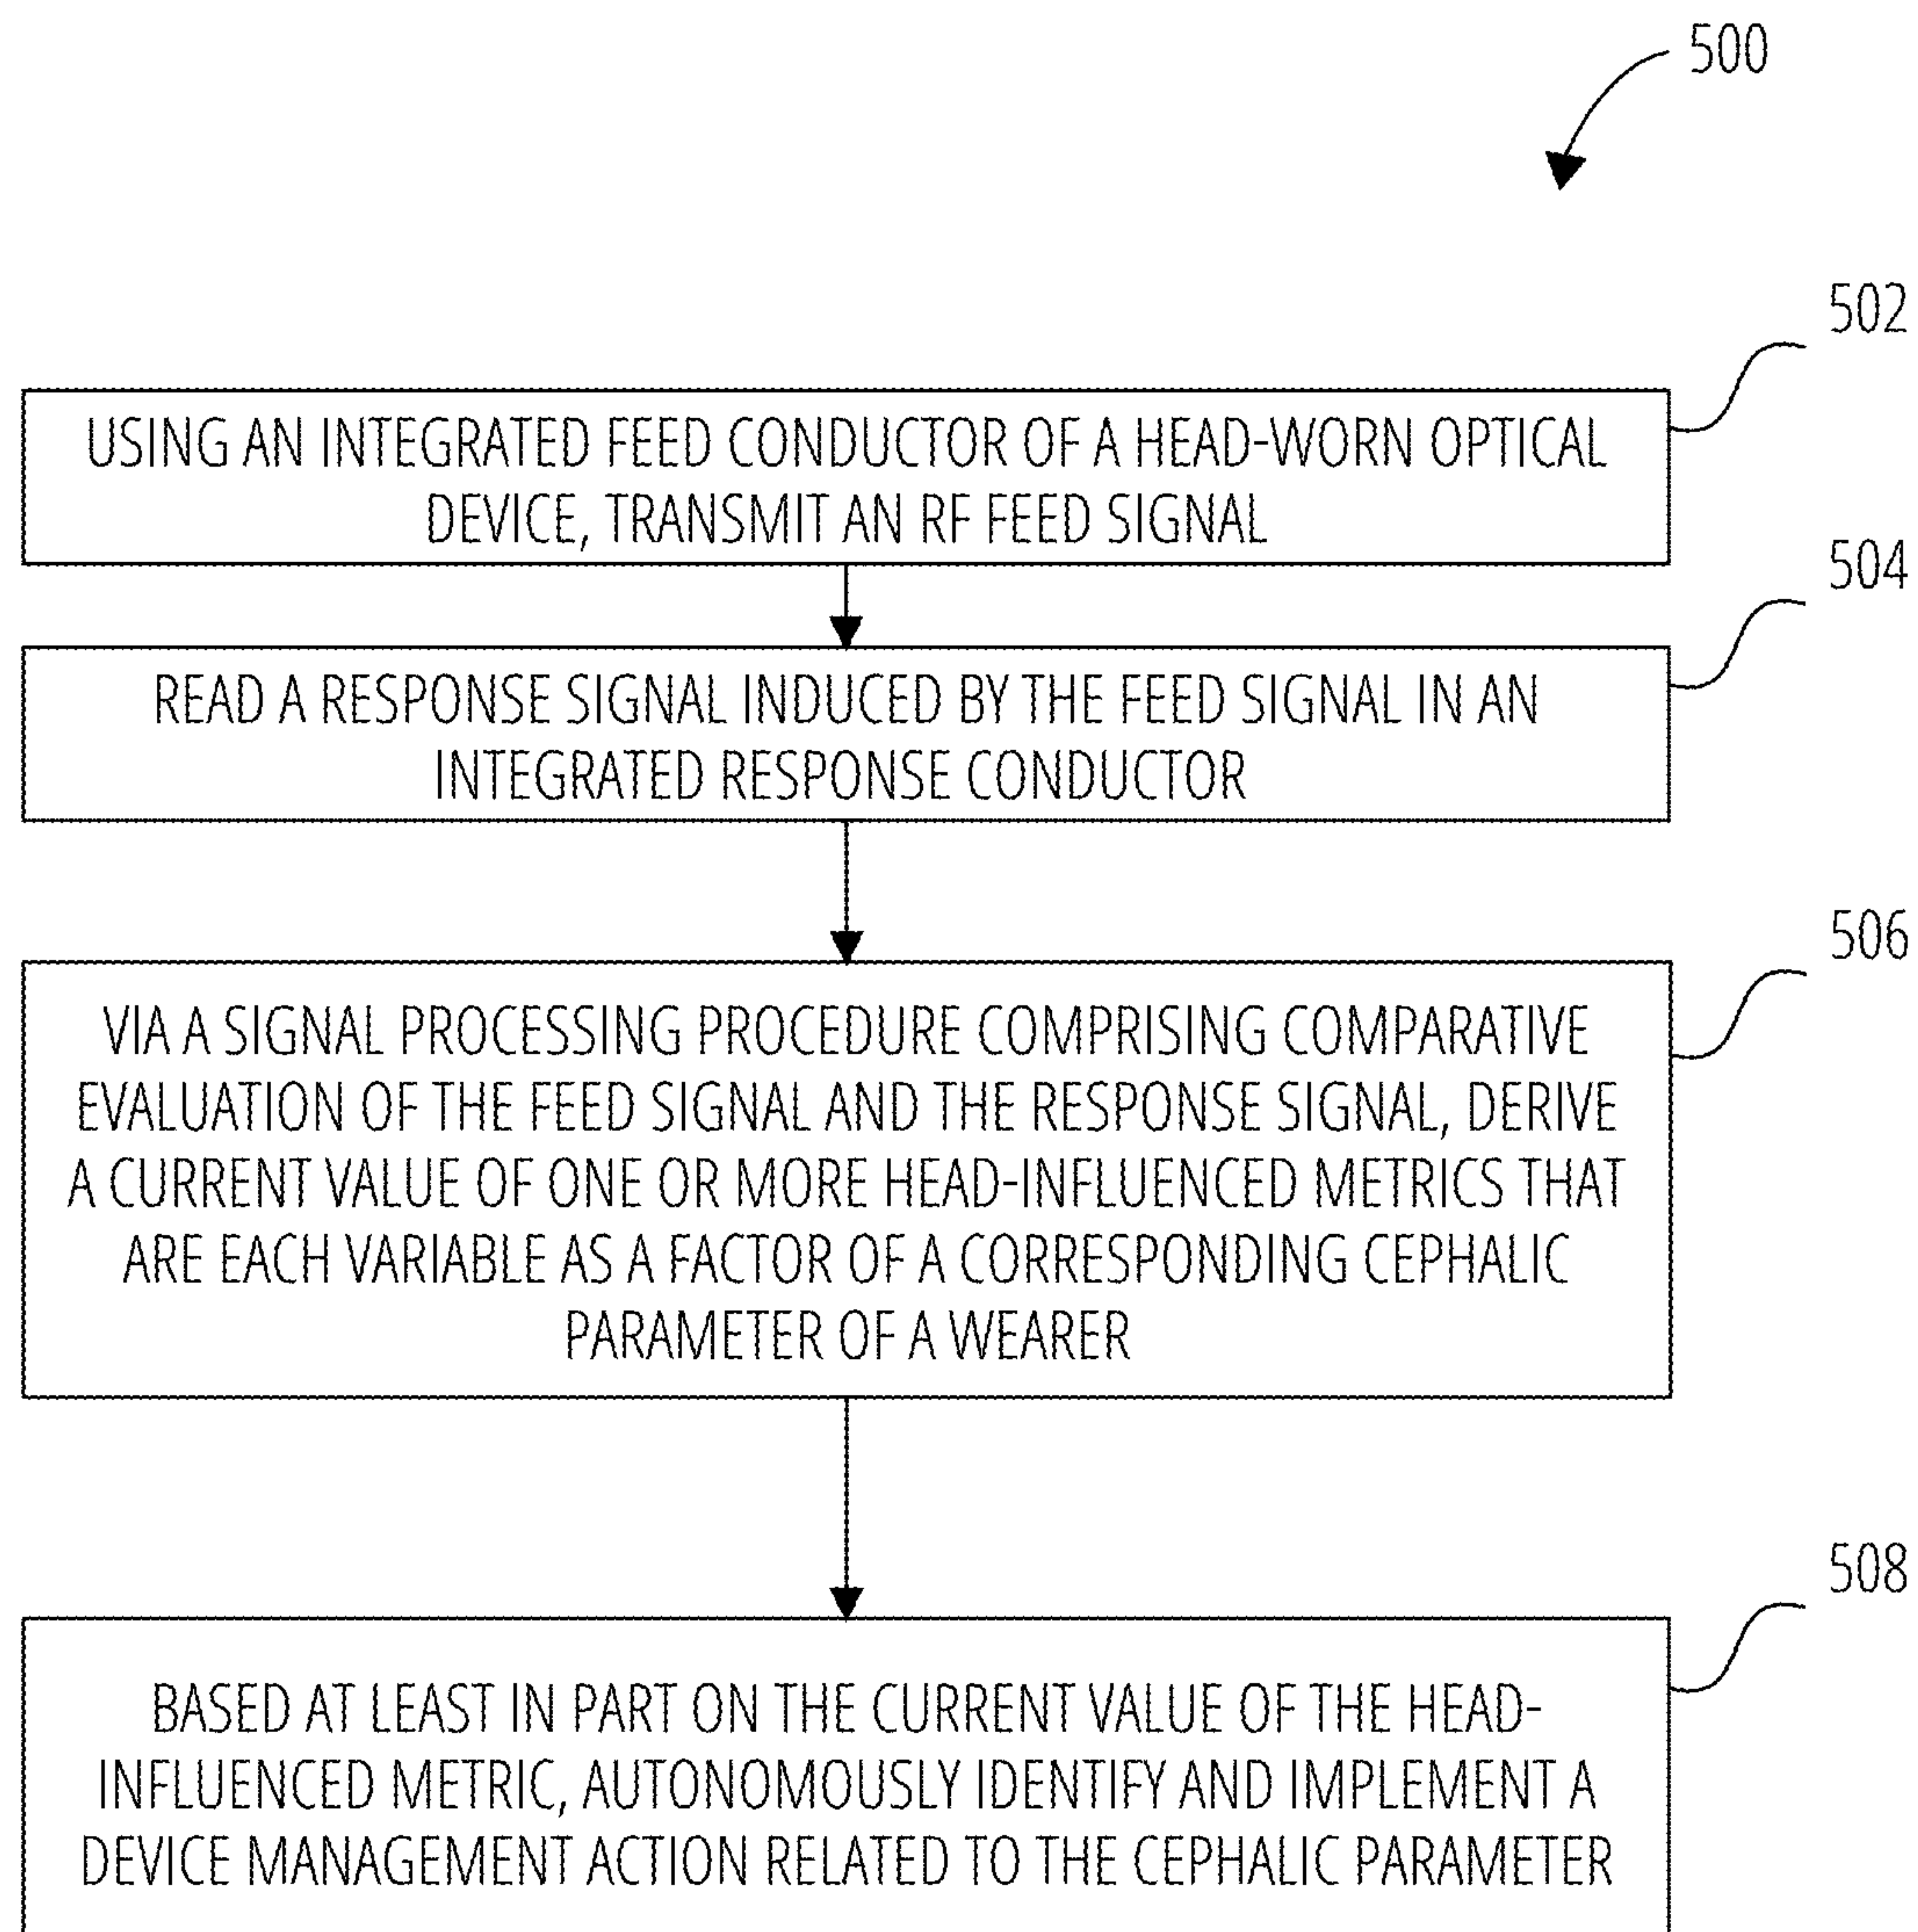 500
502
USING AN INTEGRATED FEED CONDUCTOR OF A HEAD-WORN OPTICAL
DEVICE, TRANSMIT AN RF FEED SIGNAL
504
READ A RESPONSE SIGNAL INDUCED BY THE FEED SIGNAL IN AN
INTEGRATED RESPONSE CONDUCTOR
506
VIA A SIGNAL PROCESSING PROCEDURE COMPRISING COMPARATIVE
EVALUATION OF THE FEED SIGNAL AND THE RESPONSE SIGNAL, DERIVE
A CURRENT VALUE OF ONE OR MORE HEAD-INFLUENCED METRICS THAT
ARE EACH VARIABLE AS A FACTOR OF A CORRESPONDING CEPHALIC
PARAMETER OF A WEARER
508
BASED AT LEAST IN PART ON THE CURRENT VALUE OF THE HEAD-
INFLUENCED METRIC, AUTONOMOUSLY IDENTIFY AND IMPLEMENT A
DEVICE MANAGEMENT ACTION RELATED TO THE CEPHALIC PARAMETER